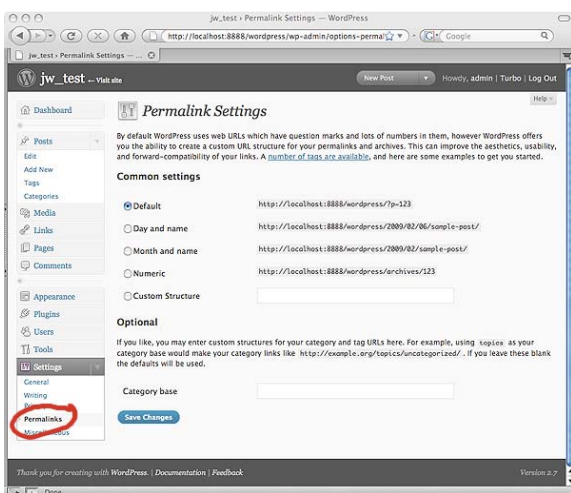 jw_test › Permalink Settings — WordPress
http://localhost:8888/wordpress/wp-admin/options-permal
Google
jw_test › Permalink Settings — ...
jw_test ← Visit site
New Post
Howdy, admin | Turbo | Log Out
Help
Dashboard
Permalink Settings
Posts
Edit
Add New
Tags
Categories
Media
Links
Pages
Comments
Appearance
Plugins
Users
Tools
Settings
General
Writing
Permalinks
Miscellaneous
By default WordPress uses web URLs which have question marks and lots of numbers in them, however WordPress offers
you the ability to create a custom URL structure for your permalinks and archives. This can improve the aesthetics, usability,
and forward-compatibility of your links. A number of tags are available, and here are some examples to get you started.
Common settings
Default http://localhost:8888/wordpress/?p=123
Day and name http://localhost:8888/wordpress/2009/02/06/sample-post/
Month and name http://localhost:8888/wordpress/2009/02/sample-post/
Numeric http://localhost:8888/wordpress/archives/123
Custom Structure
Optional
If you like, you may enter custom structures for your category and tag URLs here. For example, using topics as your
category base would make your category links like http://example.org/topics/uncategorized/ . If you leave these blank
the defaults will be used.
Category base
Save Changes
Thank you for creating with WordPress. | Documentation | Feedback
Version 2.7
Done